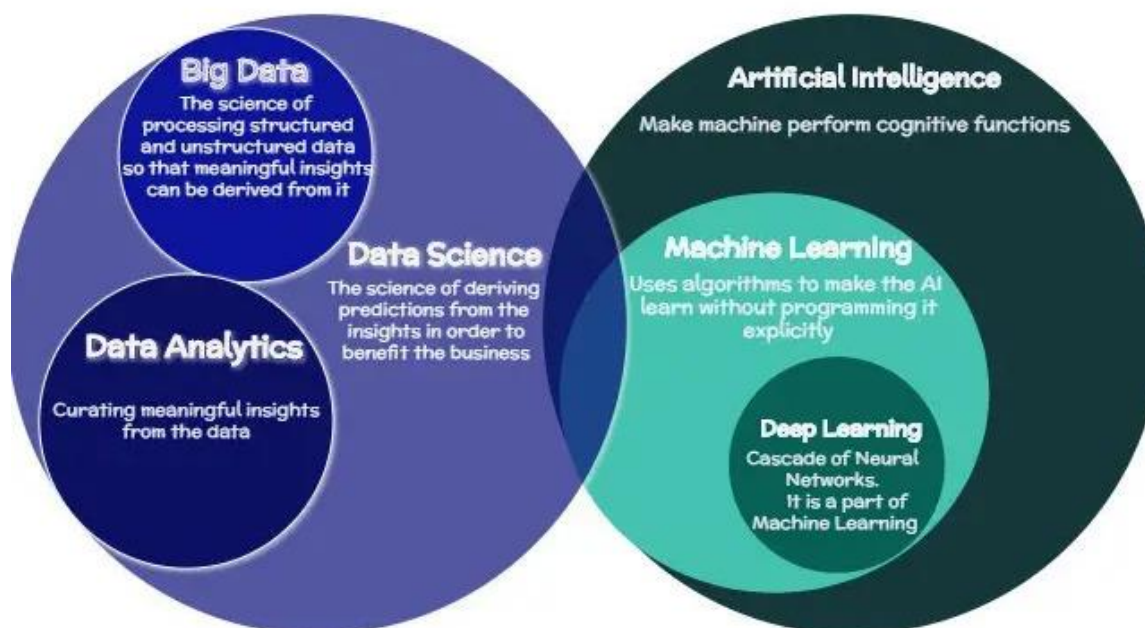 Big Data
The science of
processing structured
and unstructured data
so that meaningful insights
can be derived from it
Data Analytics
Curating meaningful insights
from the data
Data Science
The science of deriving
predictions from the
insights in order to
benefit the business
Artificial Intelligence
Make machine perform cognitive functions
Machine Learning
Uses algorithms to make the AI
learn without programming it
explicitly
Deep Learning
Cascade of Neural
Networks.
It is a part of
Machine Learning